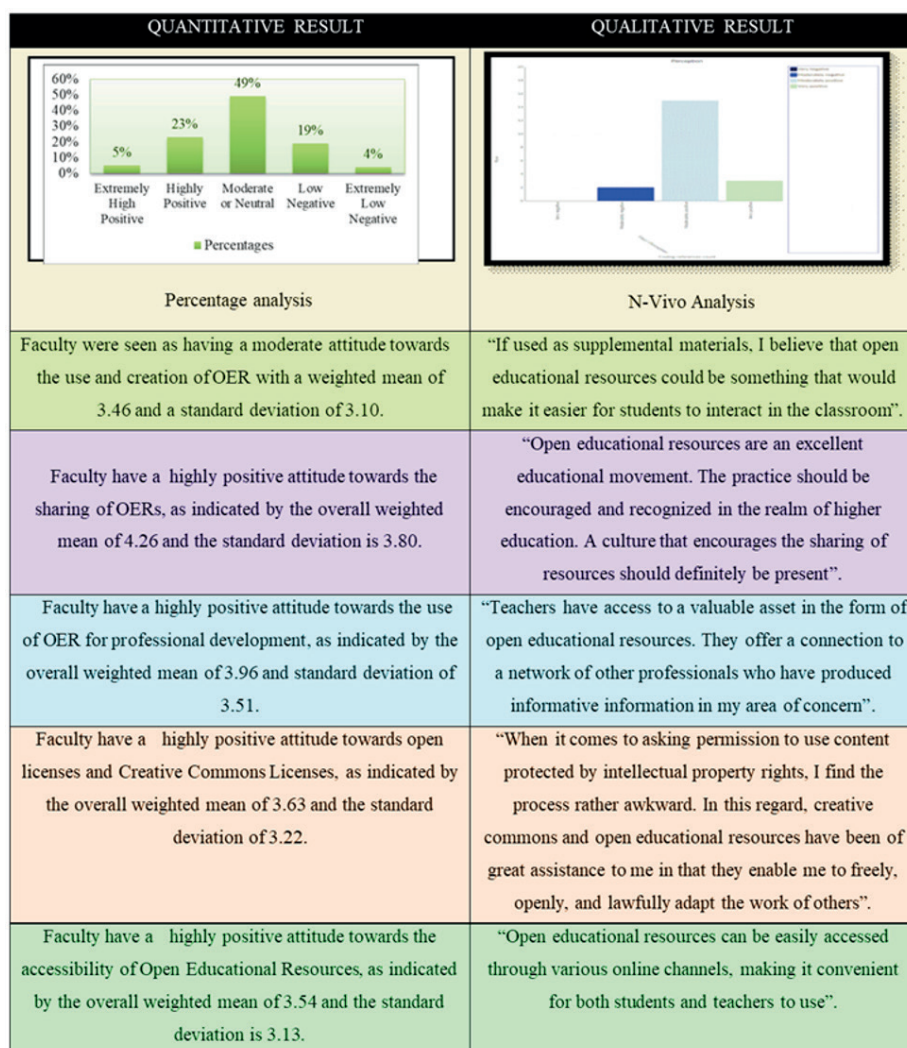 QUANTITATIVE RESULT
QUALITATIVE RESULT
60%
50%
40%
30%
20%
10%
0%
5%
23%
49%
19%
4%
Extremely High Positive
Highly Positive
Moderate or Neutral
Low Negative
Extremely Low Negative
Percentages
Perception
Percentage analysis
N-Vivo Analysis
Faculty were seen as having a moderate attitude towards
the use and creation of OER with a weighted mean of
3.46 and a standard deviation of 3.10.
“If used as supplemental materials, I believe that open
educational resources could be something that would
make it easier for students to interact in the classroom”.
Faculty have a highly positive attitude towards the
sharing of OERs, as indicated by the overall weighted
mean of 4.26 and the standard deviation is 3.80.
“Open educational resources are an excellent
educational movement. The practice should be
encouraged and recognized in the realm of higher
education. A culture that encourages the sharing of
resources should definitely be present”.
Faculty have a highly positive attitude towards the use
of OER for professional development, as indicated by the
overall weighted mean of 3.96 and standard deviation of
3.51.
“Teachers have access to a valuable asset in the form of
open educational resources. They offer a connection to
a network of other professionals who have produced
informative information in my area of concern”.
Faculty have a highly positive attitude towards open
licenses and Creative Commons Licenses, as indicated by
the overall weighted mean of 3.63 and the standard
deviation of 3.22.
“When it comes to asking permission to use content
protected by intellectual property rights, I find the
process rather awkward. In this regard, creative
commons and open educational resources have been of
great assistance to me in that they enable me to freely,
openly, and lawfully adapt the work of others”.
Faculty have a highly positive attitude towards the
accessibility of Open Educational Resources, as indicated
by the overall weighted mean of 3.54 and the standard
deviation is 3.13.
“Open educational resources can be easily accessed
through various online channels, making it convenient
for both students and teachers to use”.